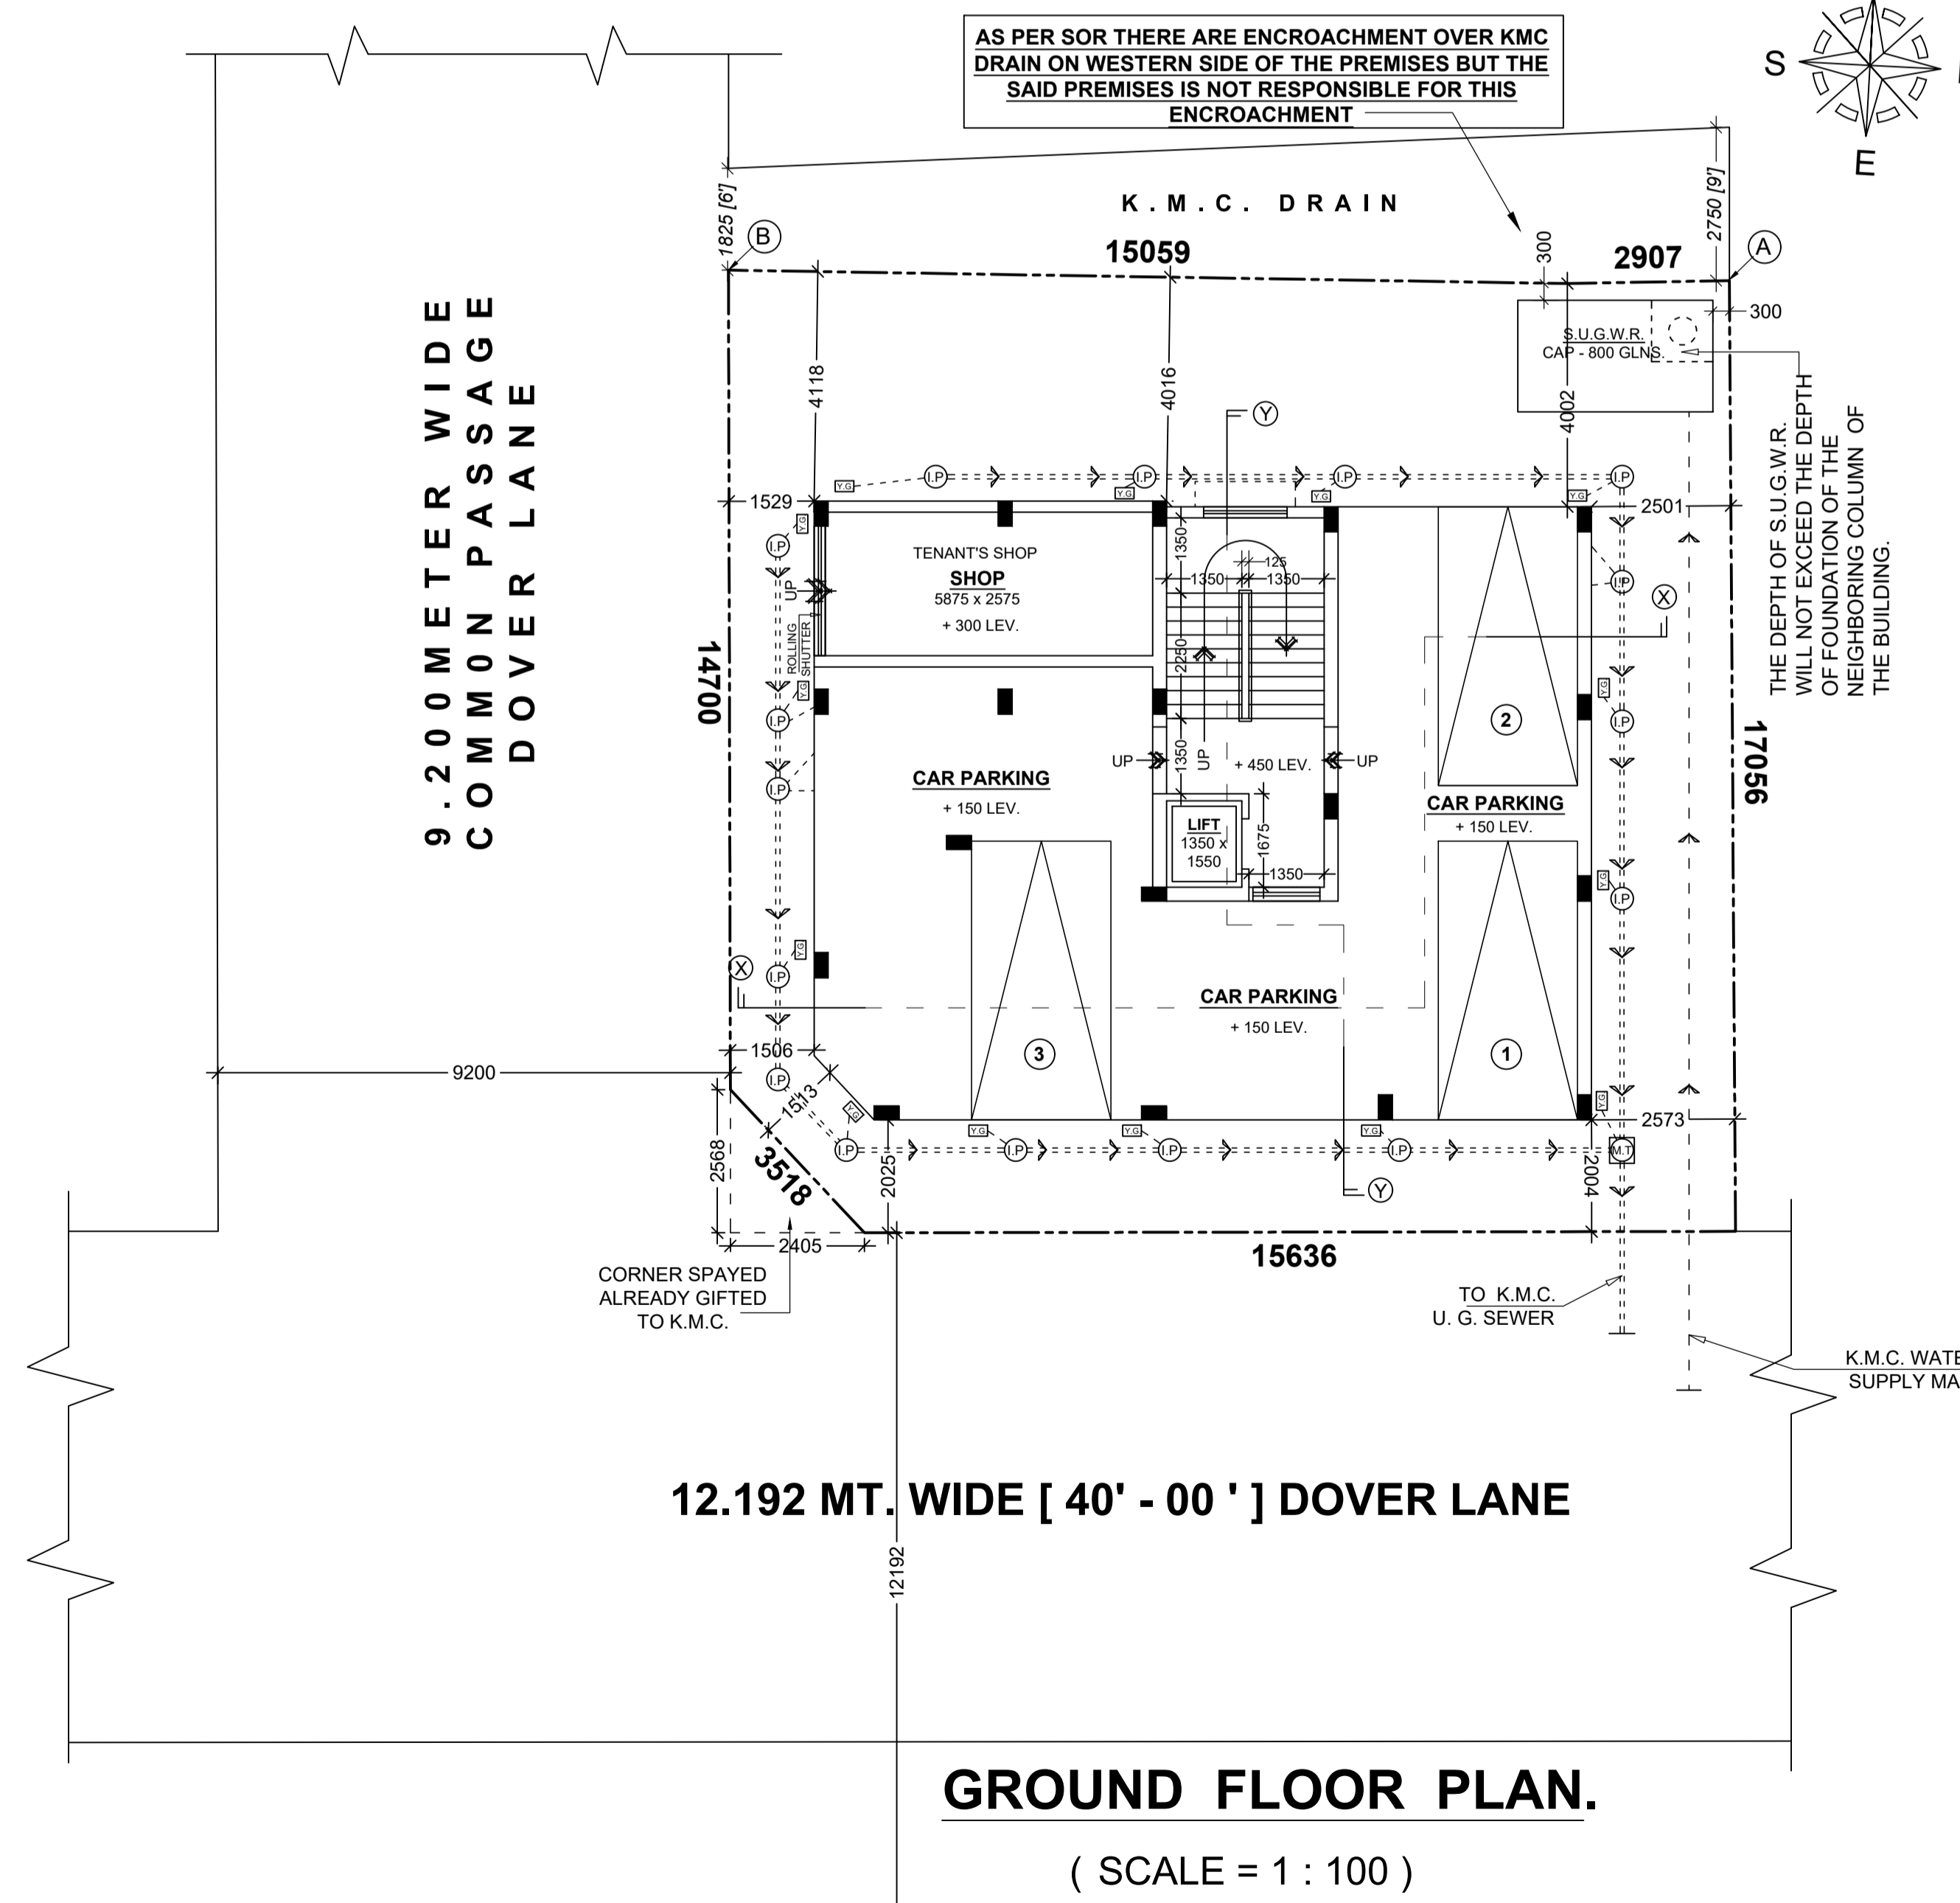 AS PER SOR THERE ARE ENCROACHMENT OVER KMC
DRAIN ON WESTERN SIDE OF THE PREMISES BUT THE
SAID PREMISES IS NOT RESPONSIBLE FOR THIS
ENCROACHMENT
S
E
K.M.C. DRAIN
1825 [6']
2750 [9']
B
A
15059
2907
300
300
S.U.G.W.R.
CAP - 800 GLNS.
THE DEPTH OF S.U.G.W.R.
WILL NOT EXCEED THE DEPTH
OF FOUNDATION OF THE
NEIGHBORING COLUMN OF
THE BUILDING.
9.200METER WIDE
COMM0N PASSAGE
DOVER LANE
4118
4016
4002
Y
I.P
I.P
I.P
I.P
Y.G
Y.G
Y.G
Y.G
1529
2501
Y.G
I.P
I.P
TENANT'S SHOP
SHOP
5875 x 2575
+ 300 LEV.
UP
ROLLING
SHUTTER
1350
125
1350
1350
2250
1350
X
14700
17056
Y.G
I.P
Y.G
I.P
2
I.P
UP
UP
+ 450 LEV.
UP
CAR PARKING
+ 150 LEV.
CAR PARKING
+ 150 LEV.
LIFT
1350 x
1550
1675
1350
Y.G
I.P
Y.G
I.P
X
CAR PARKING
+ 150 LEV.
3
1
1506
9200
I.P
1513
Y.G
Y.G
2573
2568
3518
I.P
Y.G
I.P
Y.G
I.P
Y.G
I.P
M.T
2025
2004
Y
2405
15636
CORNER SPAYED
ALREADY GIFTED
TO K.M.C.
TO K.M.C.
U. G. SEWER
K.M.C. WATE
SUPPLY MA
12.192 MT. WIDE [ 40' - 00 ' ] DOVER LANE
12192
GROUND FLOOR PLAN.
( SCALE = 1 : 100 )